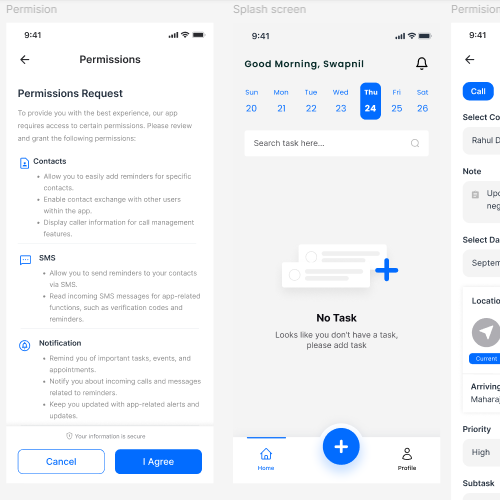 Permision
9:41
Permissions
Permissions Request
To provide you with the best experience, our app
requires access to certain permissions. Please review
and grant the following permissions:
Contacts
Allow you to easily add reminders for specific
contacts.
Enable contact exchange with other users
within the app.
Display caller information for call management
features.
SMS
Allow you to send reminders to your contacts
via SMS.
Read incoming SMS messages for app-related
functions, such as verification codes and
reminders.
Notification
Remind you of important tasks, events, and
appointments.
Notify you about incoming calls and messages
related to reminders.
Keep you updated with app-related alerts and
updates.
Your information is secure
Cancel
I Agree
Splash screen
9:41
Good Morning, Swapnil
Sun Mon Tue Wed Thu Fri Sat
20 21 22 23 24 25 26
Search task here...
No Task
Looks like you don't have a task,
please add task
Home
Profile
Permision
9:41
Call
Select Co
Rahul D
Note
Upd
neg
Select Da
Septem
Locatio
Current
Arriving
Maharaj
Priority
High
Subtask